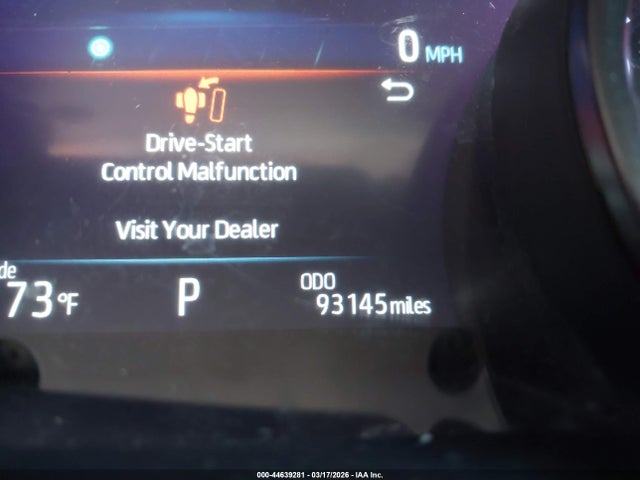 0 MPH
Drive-Start
Control Malfunction
Visit Your Dealer
de
73°F P ODO
93145 miles
000-44639281 - 03/17/2026 - IAA Inc.